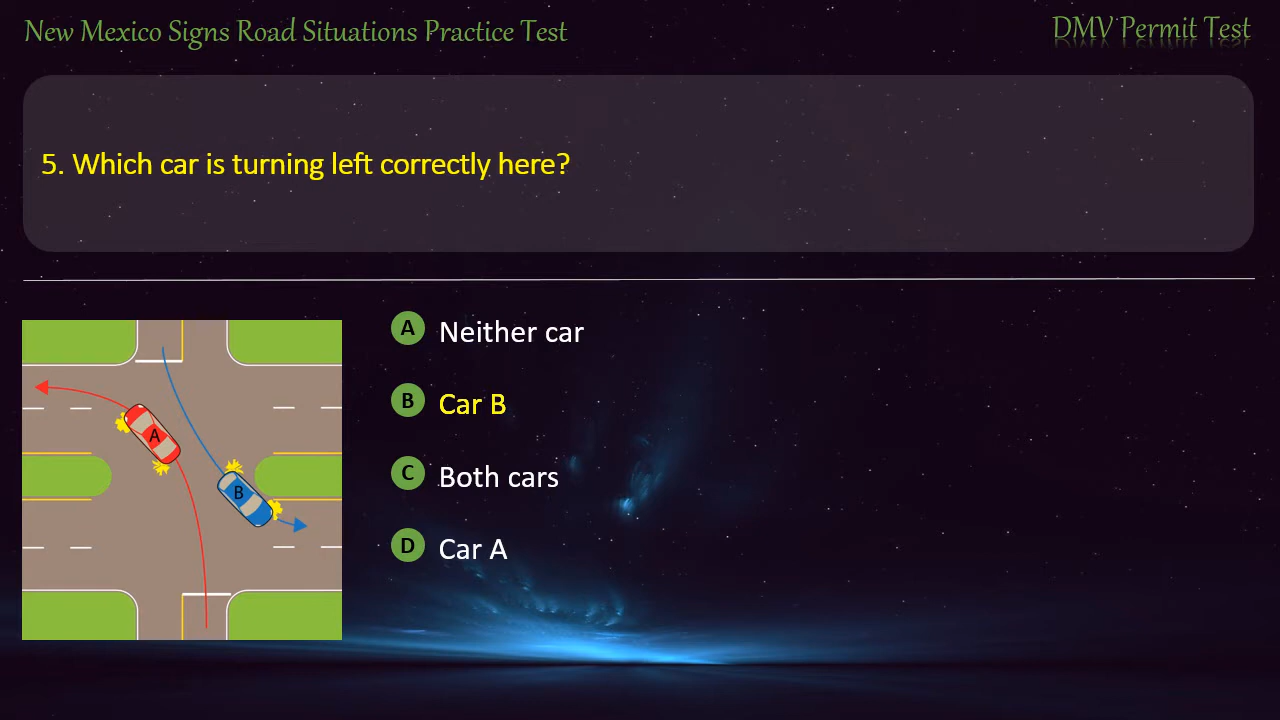 New Mexico Signs Road Situations Practice Test
DMV Permit Test
5. Which car is turning left correctly here?
A Neither car
B Car B
C Both cars
D Car A
A
B